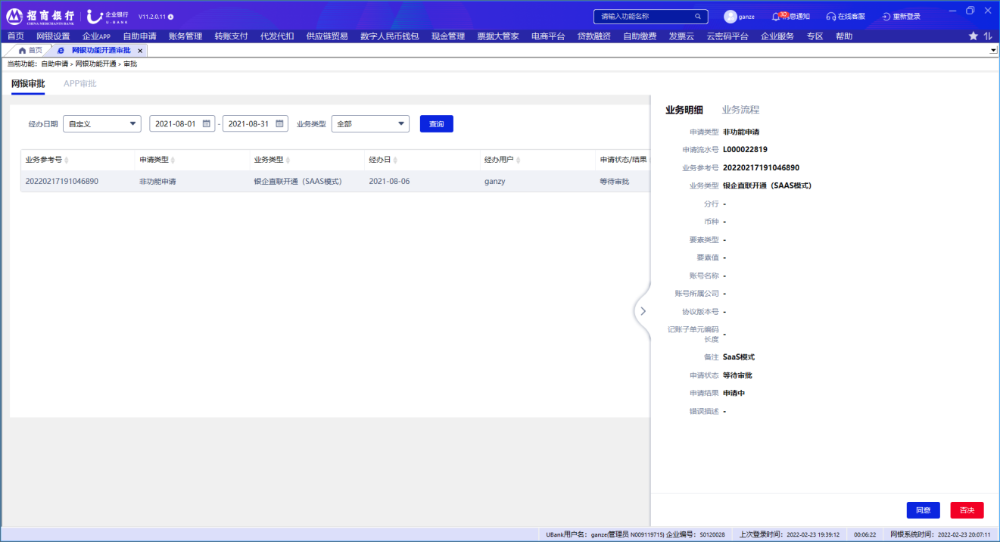 招商银行 CHINA MERCHANTS BANK 企业银行 U-BANK V11.2.0.11 请输入功能名称 ganze 30 消息通知 在线客服 重新登录
首页 网银设置 企业APP 自助申请 账务管理 转账支付 代发代扣 供应链贸易 数字人民币钱包 现金管理 票据大管家 电商平台 贷款融资 自助缴费 发票云 云密码平台 企业服务 专区 帮助
首页 网银功能开通审批 ×
当前功能：自助申请 > 网银功能开通 > 审批
网银审批 APP审批
经办日期 自定义 2021-08-01 - 2021-08-31 业务类型 全部 查询
业务参考号 申请类型 业务类型 经办日 经办用户 申请状态/结果
20220217191046890 非功能申请 银企直联开通（SAAS模式） 2021-08-06 ganzy 等待审批
业务明细 业务流程
申请类型 非功能申请
申请流水号 L000022819
业务参考号 20220217191046890
业务类型 银企直联开通（SAAS模式）
分行 -
币种 -
要素类型 -
要素值 -
账号名称 -
账号所属公司 -
协议版本号 -
记账子单元编码
长度 -
备注 SaaS模式
申请状态 等待审批
申请结果 申请中
错误描述 -
同意 否决
UBank用户名：ganze(管理员 N009119715) 企业编号：S0120028 上次登录时间：2022-02-23 19:39:12 00:06:22 网银系统时间：2022-02-23 20:07:11